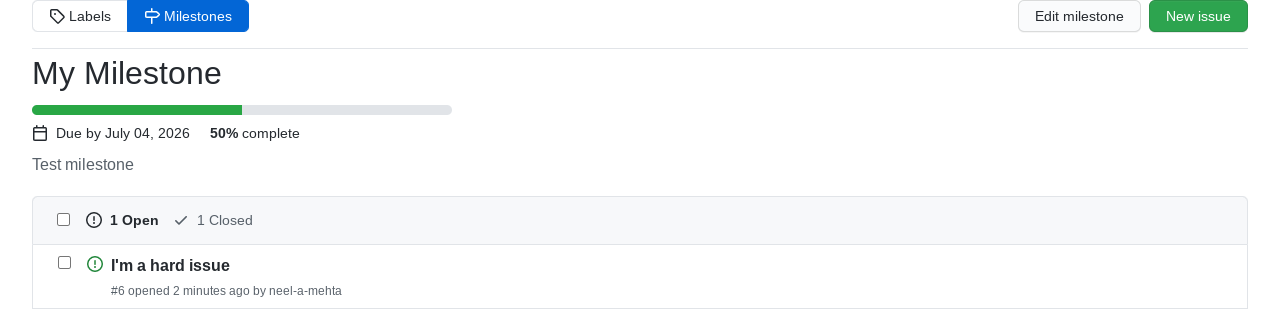 Labels Milestones Edit milestone New issue
My Milestone
Due by July 04, 2026 50% complete
Test milestone
1 Open 1 Closed
I'm a hard issue
#6 opened 2 minutes ago by neel-a-mehta